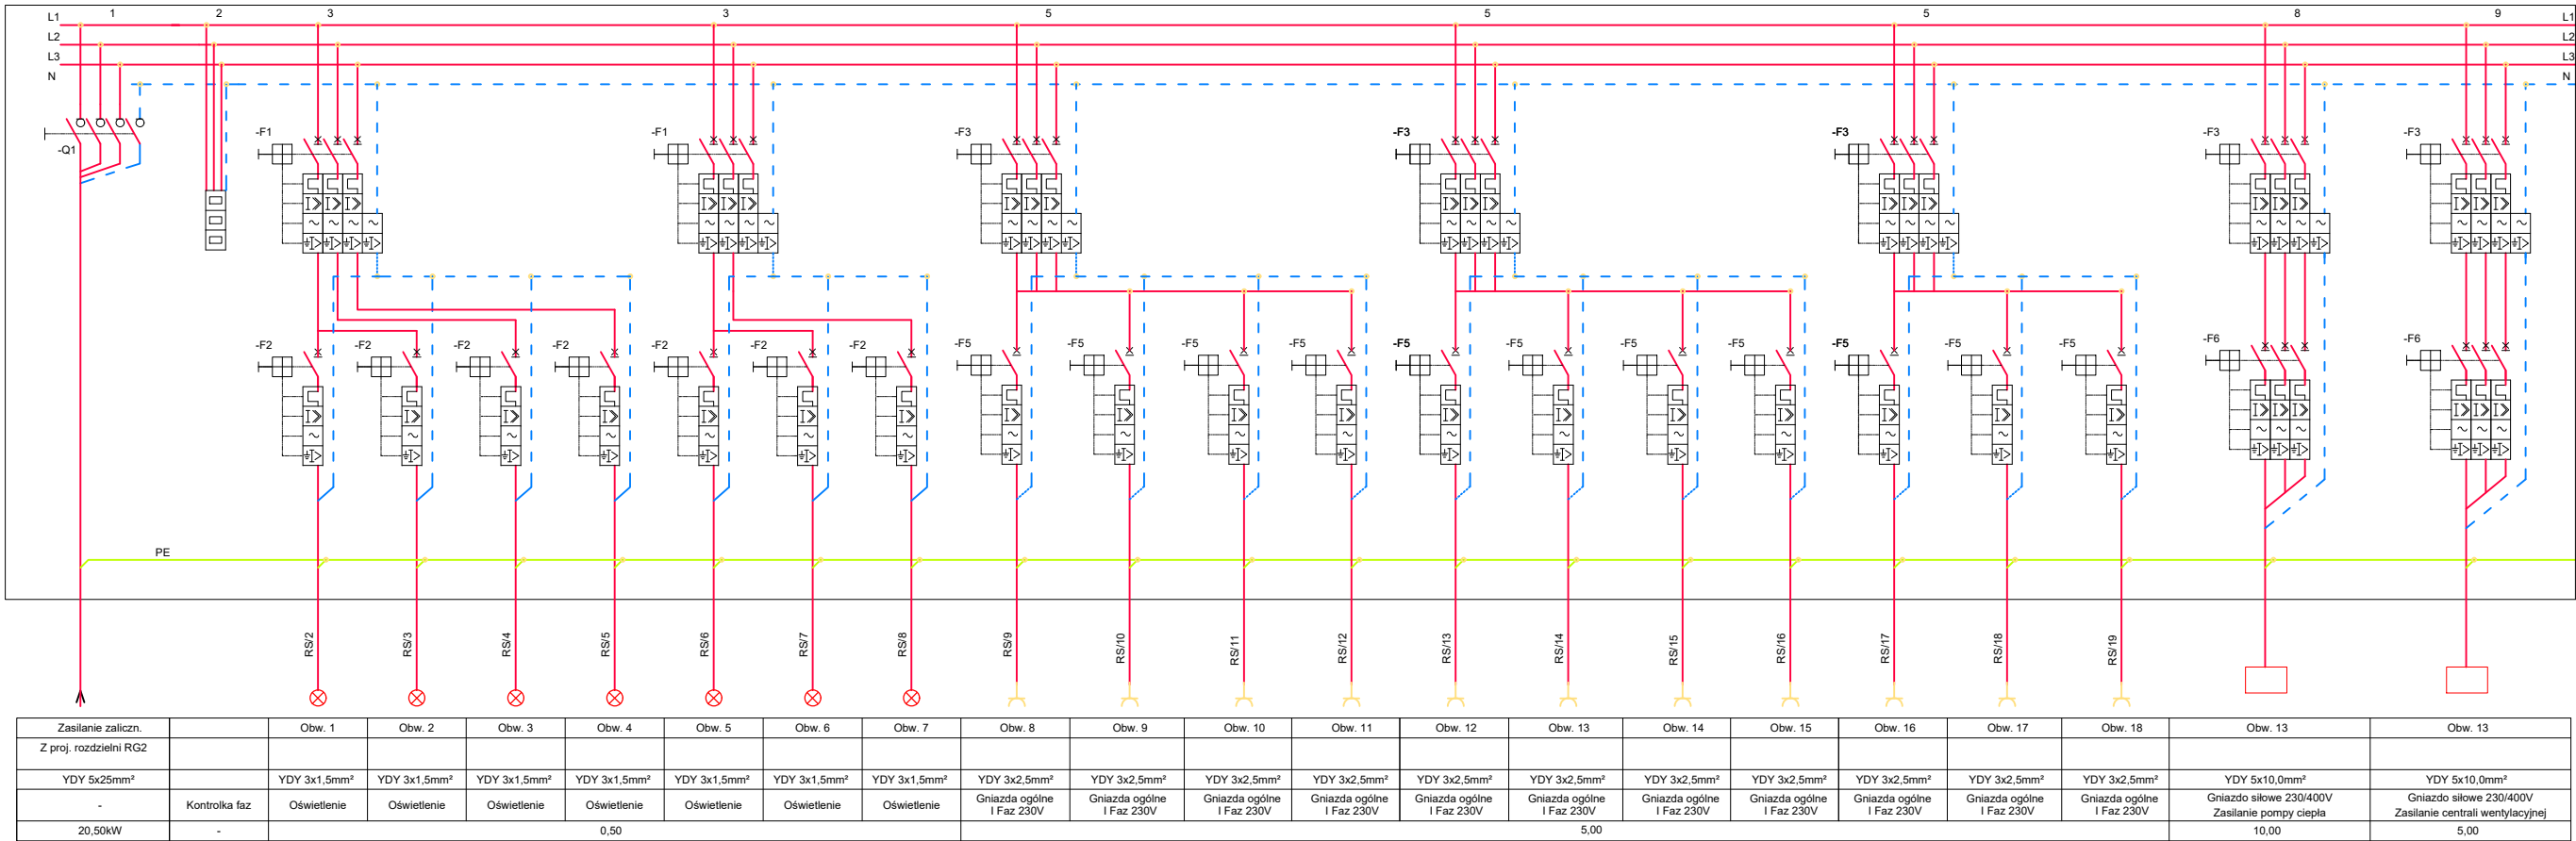 1 2 3 3 5 5 5 8 9
L1 L1
L2 L2
L3 L3
N N
-Q1 -F1 -F1 -F3 -F3 -F3 -F3 -F3
-F2 -F2 -F2 -F2 -F2 -F2 -F2 -F5 -F5 -F5 -F5 -F5 -F5 -F5 -F5 -F5 -F5 -F5 -F6 -F6
PE
RS/2 RS/3 RS/4 RS/5 RS/6 RS/7 RS/8 RS/9 RS/10 RS/11 RS/12 RS/13 RS/14 RS/15 RS/16 RS/17 RS/18 RS/19
Zasilanie zaliczn. Obw. 1 Obw. 2 Obw. 3 Obw. 4 Obw. 5 Obw. 6 Obw. 7 Obw. 8 Obw. 9 Obw. 10 Obw. 11 Obw. 12 Obw. 13 Obw. 14 Obw. 15 Obw. 16 Obw. 17 Obw. 18 Obw. 13 Obw. 13
Z proj. rozdzielni RG2
YDY 5x25mm² YDY 3x1,5mm² YDY 3x1,5mm² YDY 3x1,5mm² YDY 3x1,5mm² YDY 3x1,5mm² YDY 3x1,5mm² YDY 3x1,5mm² YDY 3x2,5mm² YDY 3x2,5mm² YDY 3x2,5mm² YDY 3x2,5mm² YDY 3x2,5mm² YDY 3x2,5mm² YDY 3x2,5mm² YDY 3x2,5mm² YDY 3x2,5mm² YDY 3x2,5mm² YDY 3x2,5mm² YDY 5x10,0mm² YDY 5x10,0mm²
- Kontrolka faz Oświetlenie Oświetlenie Oświetlenie Oświetlenie Oświetlenie Oświetlenie Oświetlenie Gniazda ogólne Gniazda ogólne Gniazda ogólne Gniazda ogólne Gniazda ogólne Gniazda ogólne Gniazda ogólne Gniazda ogólne Gniazda ogólne Gniazda ogólne Gniazda ogólne Gniazdo siłowe 230/400V Gniazdo siłowe 230/400V
I Faz 230V I Faz 230V I Faz 230V I Faz 230V I Faz 230V I Faz 230V I Faz 230V I Faz 230V I Faz 230V I Faz 230V I Faz 230V Zasilanie pompy ciepła Zasilanie centrali wentylacyjnej
20,50kW - 0,50 5,00 10,00 5,00